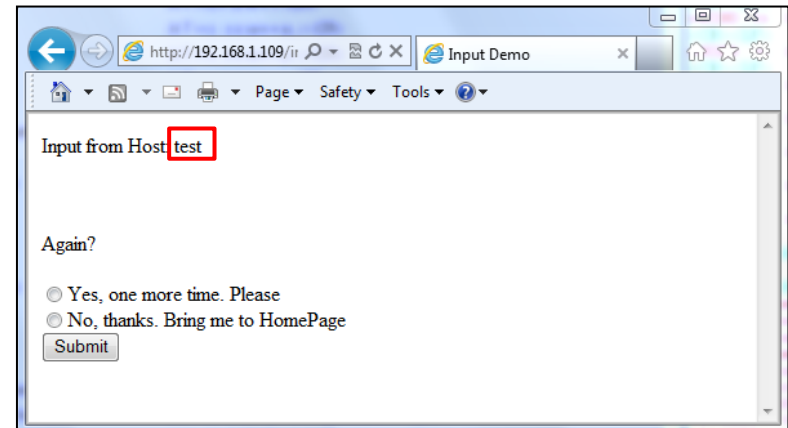 http://192.168.1.109/ir
Input Demo
Page Safety Tools
Input from Host: test
Again?
Yes, one more time. Please
No, thanks. Bring me to HomePage
Submit